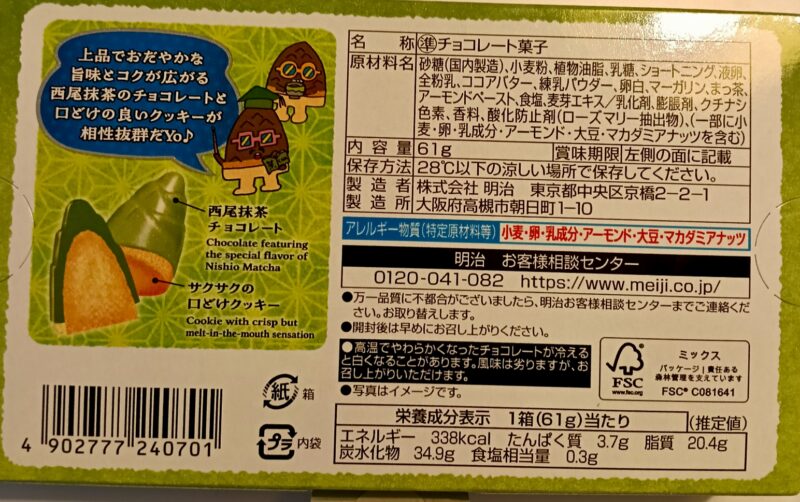 上品でおだやかな
旨味とコクが広がる
西尾抹茶のチョコレートと
口どけの良いクッキーが
相性抜群だYo♪
西尾抹茶
チョコレート
Chocolate featuring
the special flavor of
Nishio Matcha
サクサクの
口どけクッキー
Cookie with crisp but
melt-in-the-mouth sensation
4 902777 240701
紙 箱
プラ 内袋
名 称 準チョコレート菓子
原材料名 砂糖(国内製造)、小麦粉、植物油脂、乳糖、ショートニング、液卵、
全粉乳、ココアバター、練乳パウダー、卵白、マーガリン、まっ茶、
アーモンドペースト、食塩、麦芽エキス/乳化剤、膨脹剤、クチナシ
色素、香料、酸化防止剤(ローズマリー抽出物)、(一部に小
麦・卵・乳成分・アーモンド・大豆・マカダミアナッツを含む)
内 容 量 61g 賞味期限 左側の面に記載
保存方法 28℃以下の涼しい場所で保存してください。
製 造 者 株式会社 明治 東京都中央区京橋2-2-1
製 造 所 大阪府高槻市朝日町1-10
アレルギー物質(特定原材料等) 小麦・卵・乳成分・アーモンド・大豆・マカダミアナッツ
明治 お客様相談センター
0120-041-082 https://www.meiji.co.jp/
●万一品質に不都合がございましたら、明治お客様相談センターまでご連絡くだ
さい。お取り替えします。
●開封後は早めにお召し上がりください。
●高温でやわらかくなったチョコレートが冷える
と白くなることがあります。風味は劣りますが、お
召し上がりいただけます。
●写真はイメージです。
FSC
www.fsc.org
ミックス
パッケージ|責任ある
森林管理を支えています
FSC® C081641
栄養成分表示 1箱(61g)当たり (推定値)
エネルギー 338kcal たんぱく質 3.7g 脂質 20.4g
炭水化物 34.9g 食塩相当量 0.3g